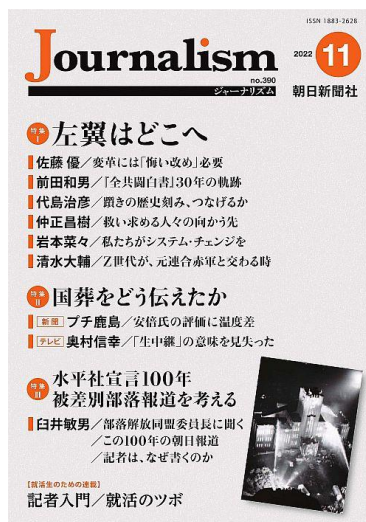 ISSN 1883-2628
Journalism
2022 11
no.390
ジャーナリズム
朝日新聞社
特集I 左翼はどこへ
佐藤 優／変革には「悔い改め」必要
前田和男／『全共闘白書』30年の軌跡
代島治彦／躓きの歴史刻み、つなげるか
仲正昌樹／救い求める人々の向かう先
岩本菜々／私たちがシステム・チェンジを
清水大輔／Z世代が、元連合赤軍と交わる時
特集II 国葬をどう伝えたか
新聞 プチ鹿島／安倍氏の評価に温度差
テレビ 奥村信幸／「生中継」の意味を見失った
特集III 水平社宣言100年
被差別部落報道を考える
臼井敏男／部落解放同盟委員長に聞く
／この100年の朝日報道
／記者は、なぜ書くのか
【就活生のための連載】
記者入門／就活のツボ